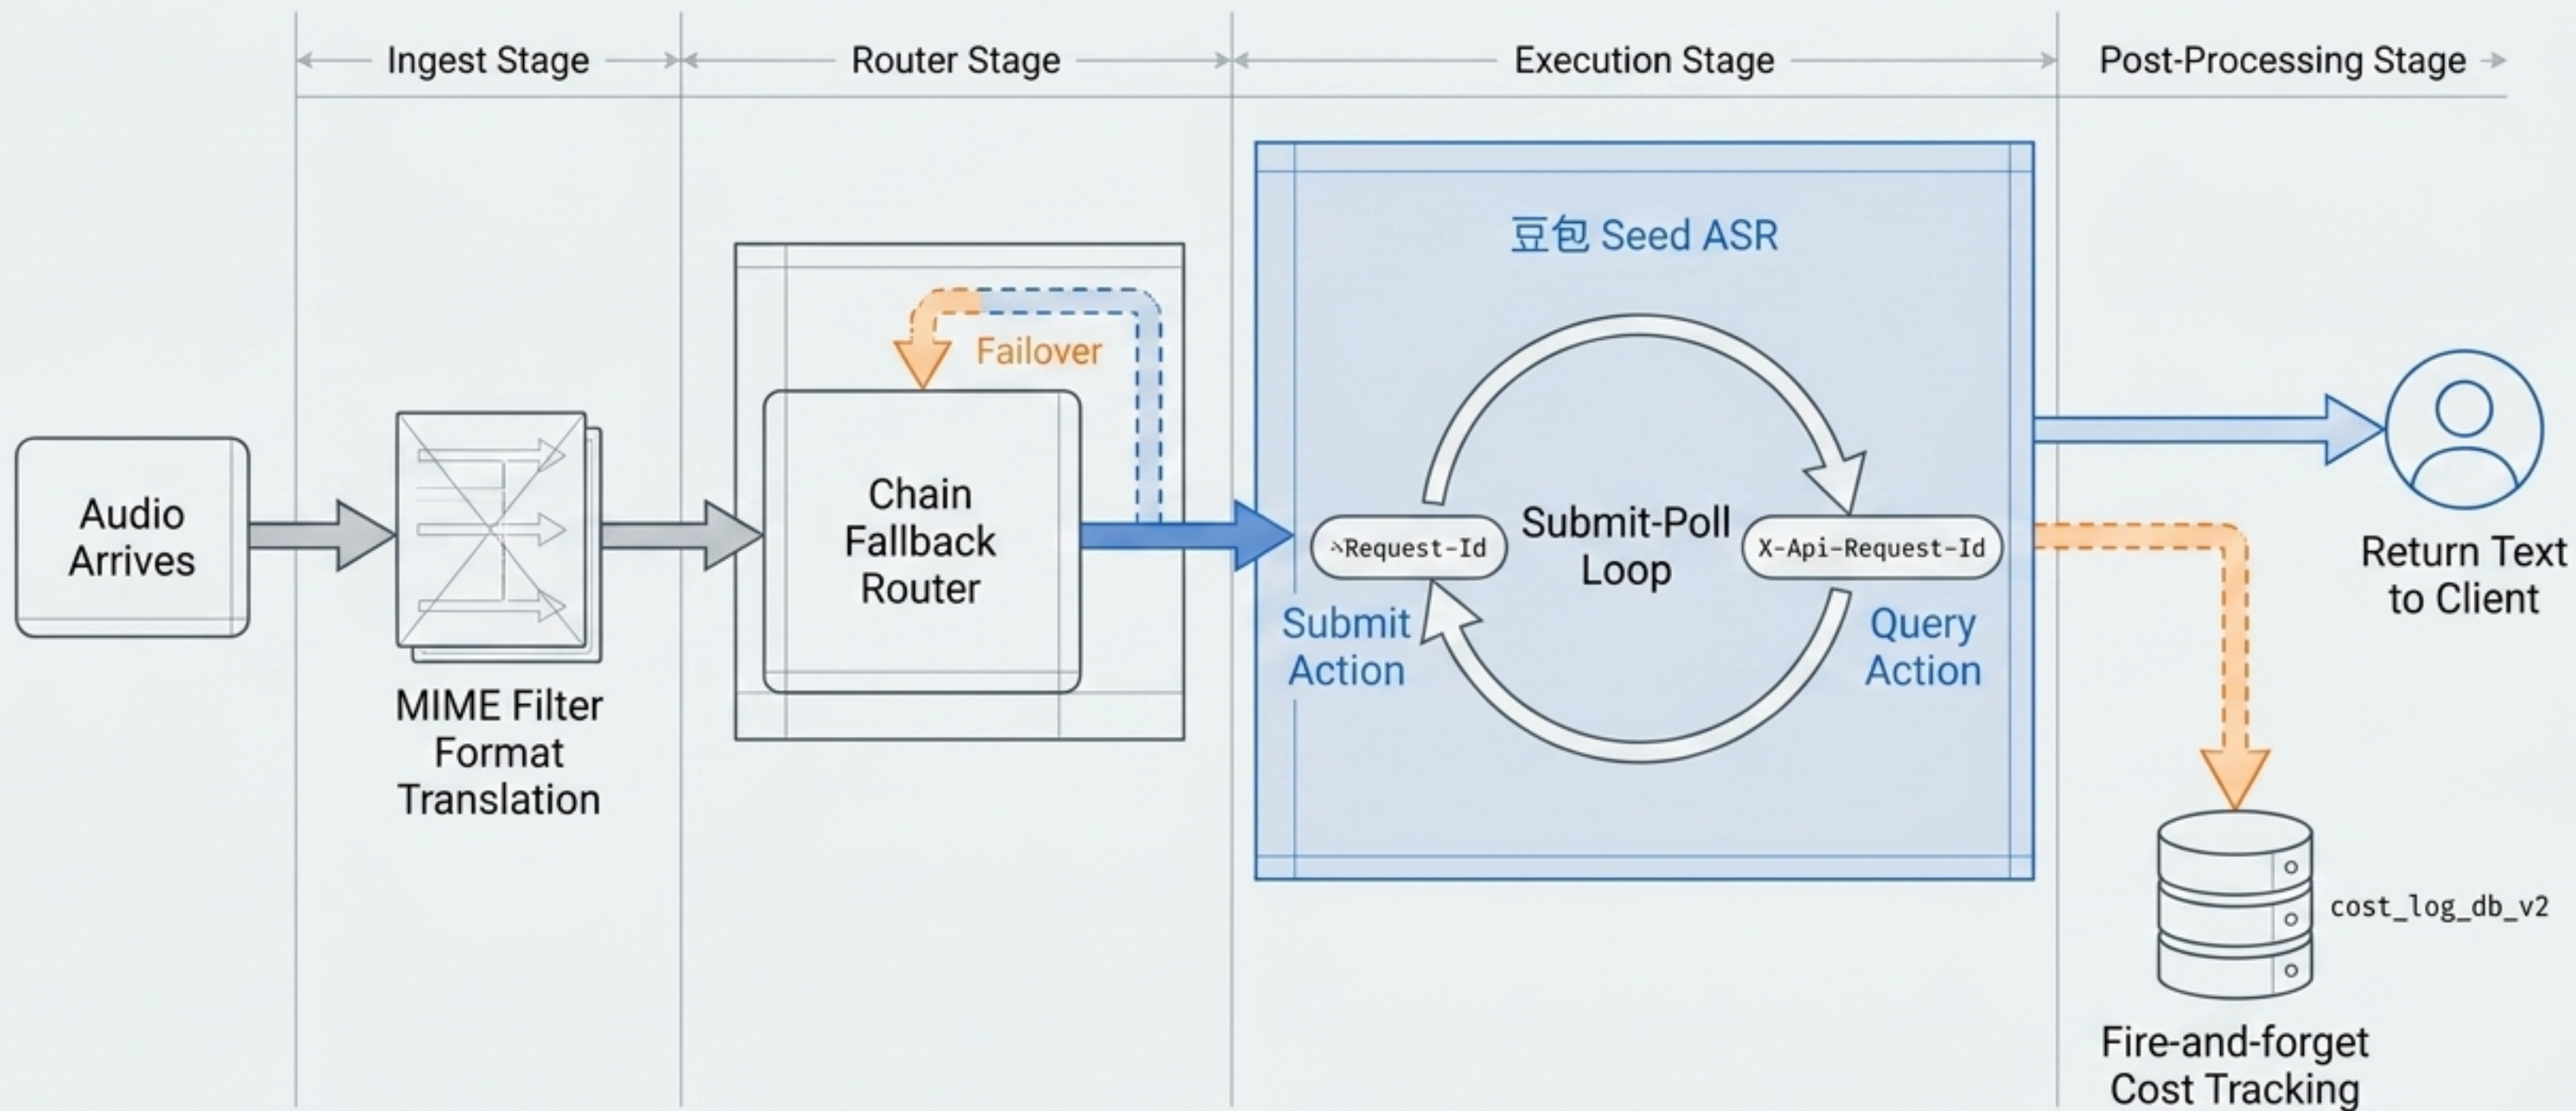 Ingest Stage
Router Stage
Execution Stage
Post-Processing Stage
Audio
Arrives
MIME Filter
Format
Translation
Failover
Chain
Fallback
Router
豆包 Seed ASR
Request-Id
Submit-Poll
Loop
X-Api-Request-Id
Submit
Action
Query
Action
Return Text
to Client
cost_log_db_v2
Fire-and-forget
Cost Tracking